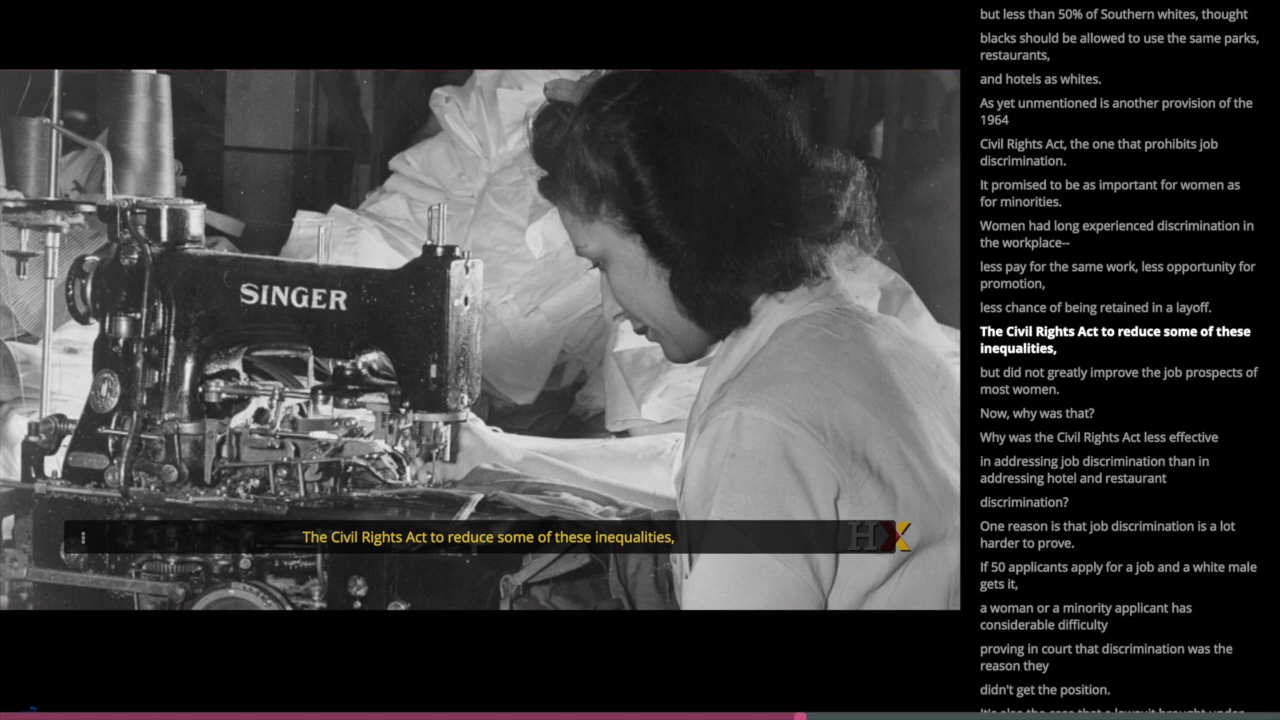 SINGER
The Civil Rights Act to reduce some of these inequalities,
HX
but less than 50% of Southern whites, thought
blacks should be allowed to use the same parks,
restaurants,
and hotels as whites.
As yet unmentioned is another provision of the
1964
Civil Rights Act, the one that prohibits job
discrimination.
It promised to be as important for women as
for minorities.
Women had long experienced discrimination in
the workplace--
less pay for the same work, less opportunity for
promotion,
less chance of being retained in a layoff.
The Civil Rights Act to reduce some of these
inequalities,
but did not greatly improve the job prospects of
most women.
Now, why was that?
Why was the Civil Rights Act less effective
in addressing job discrimination than in
addressing hotel and restaurant
discrimination?
One reason is that job discrimination is a lot
harder to prove.
If 50 applicants apply for a job and a white male
gets it,
a woman or a minority applicant has
considerable difficulty
proving in court that discrimination was the
reason they
didn't get the position.
It's also the case that a lawsuit brought under